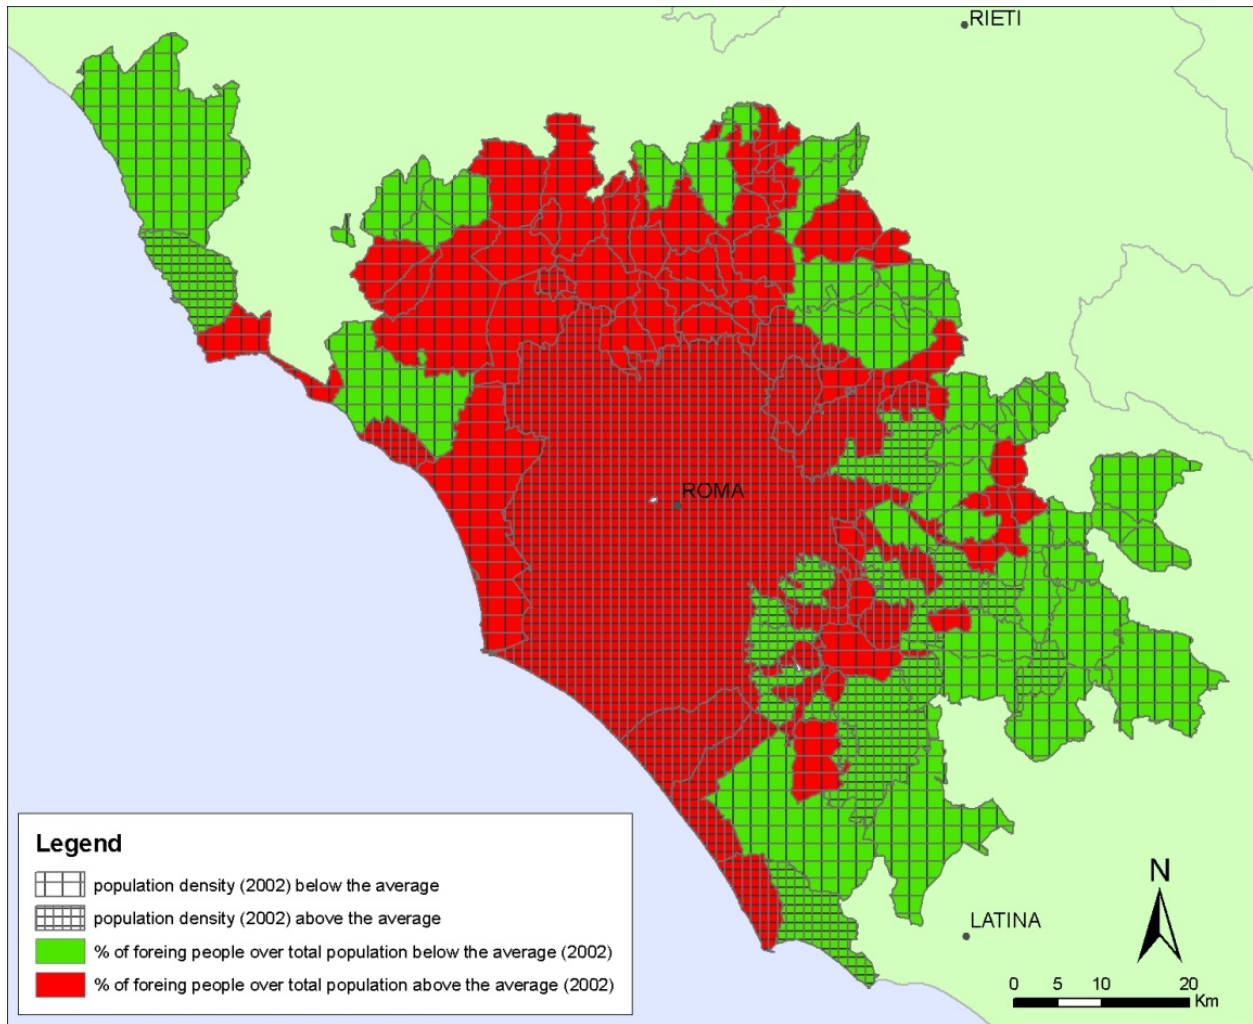 RIETI
ROMA
Legend
population density (2002) below the average
population density (2002) above the average
% of foreing people over total population below the average (2002)
% of foreing people over total population above the average (2002)
N
LATINA
0 5 10 20
Km